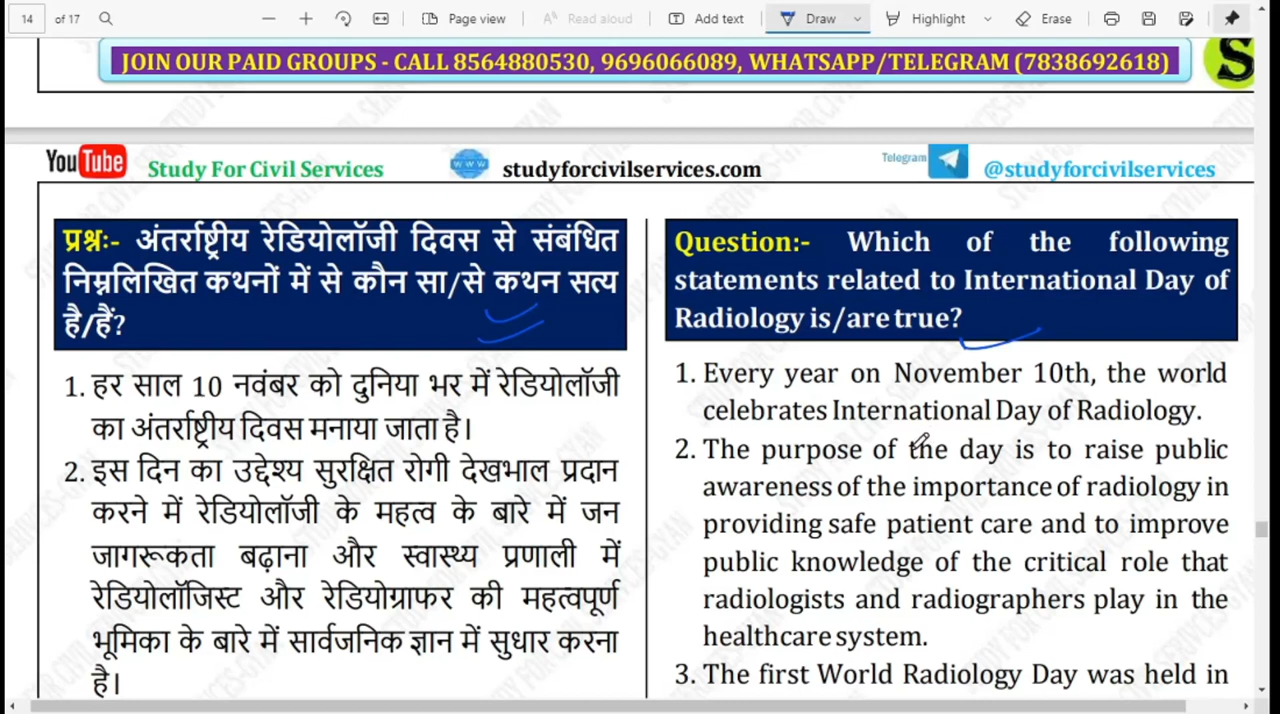 14 of 17 Page view Read aloud Add text Draw Highlight Erase
JOIN OUR PAID GROUPS - CALL 8564880530, 9696066089, WHATSAPP/TELEGRAM (7838692618)
S
YouTube Study For Civil Services www studyforcivilservices.com Telegram @studyforcivilservices
प्रश्नः- अंतर्राष्ट्रीय रेडियोलॉजी दिवस से संबंधित
निम्नलिखित कथनों में से कौन सा/से कथन सत्य
है/हैं?
1. हर साल 10 नवंबर को दुनिया भर में रेडियोलॉजी
का अंतर्राष्ट्रीय दिवस मनाया जाता है।
2. इस दिन का उद्देश्य सुरक्षित रोगी देखभाल प्रदान
करने में रेडियोलॉजी के महत्व के बारे में जन
जागरूकता बढ़ाना और स्वास्थ्य प्रणाली में
रेडियोलॉजिस्ट और रेडियोग्राफर की महत्वपूर्ण
भूमिका के बारे में सार्वजनिक ज्ञान में सुधार करना
है।
Question:- Which of the following
statements related to International Day of
Radiology is/are true?
1. Every year on November 10th, the world
celebrates International Day of Radiology.
2. The purpose of the day is to raise public
awareness of the importance of radiology in
providing safe patient care and to improve
public knowledge of the critical role that
radiologists and radiographers play in the
healthcare system.
3. The first World Radiology Day was held in